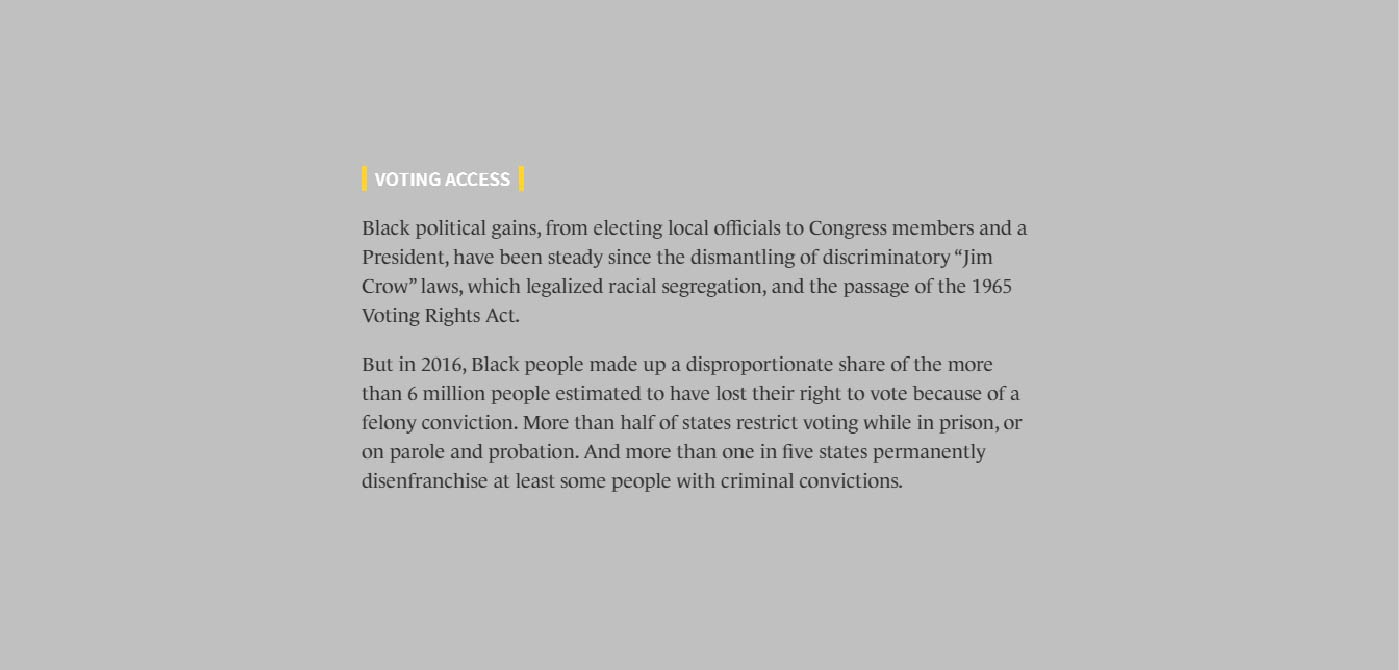 VOTING ACCESS
Black political gains, from electing local officials to Congress members and a
President, have been steady since the dismantling of discriminatory “Jim
Crow” laws, which legalized racial segregation, and the passage of the 1965
Voting Rights Act.
But in 2016, Black people made up a disproportionate share of the more
than 6 million people estimated to have lost their right to vote because of a
felony conviction. More than half of states restrict voting while in prison, or
on parole and probation. And more than one in five states permanently
disenfranchise at least some people with criminal convictions.